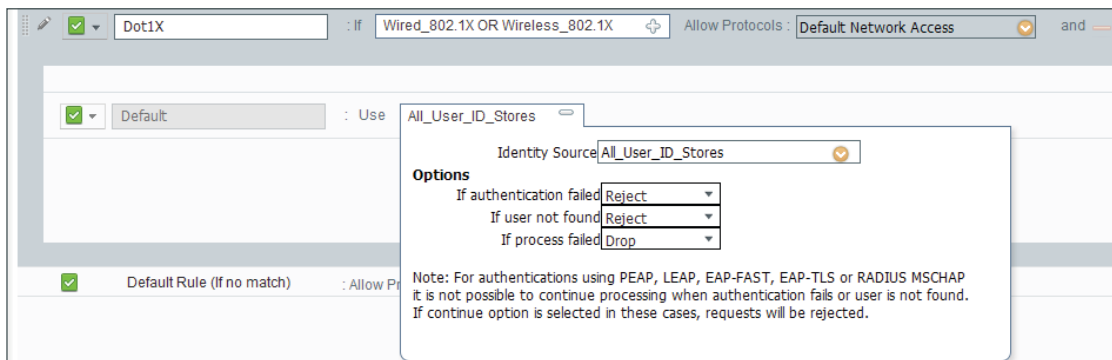 Dot1X : If Wired_802.1X OR Wireless_802.1X Allow Protocols : Default Network Access and
Default : Use All_User_ID_Stores
Identity Source All_User_ID_Stores
Options
If authentication failed Reject
If user not found Reject
If process failed Drop
Note: For authentications using PEAP, LEAP, EAP-FAST, EAP-TLS or RADIUS MSCHAP
it is not possible to continue processing when authentication fails or user is not found.
If continue option is selected in these cases, requests will be rejected.
Default Rule (If no match) : Allow Pr